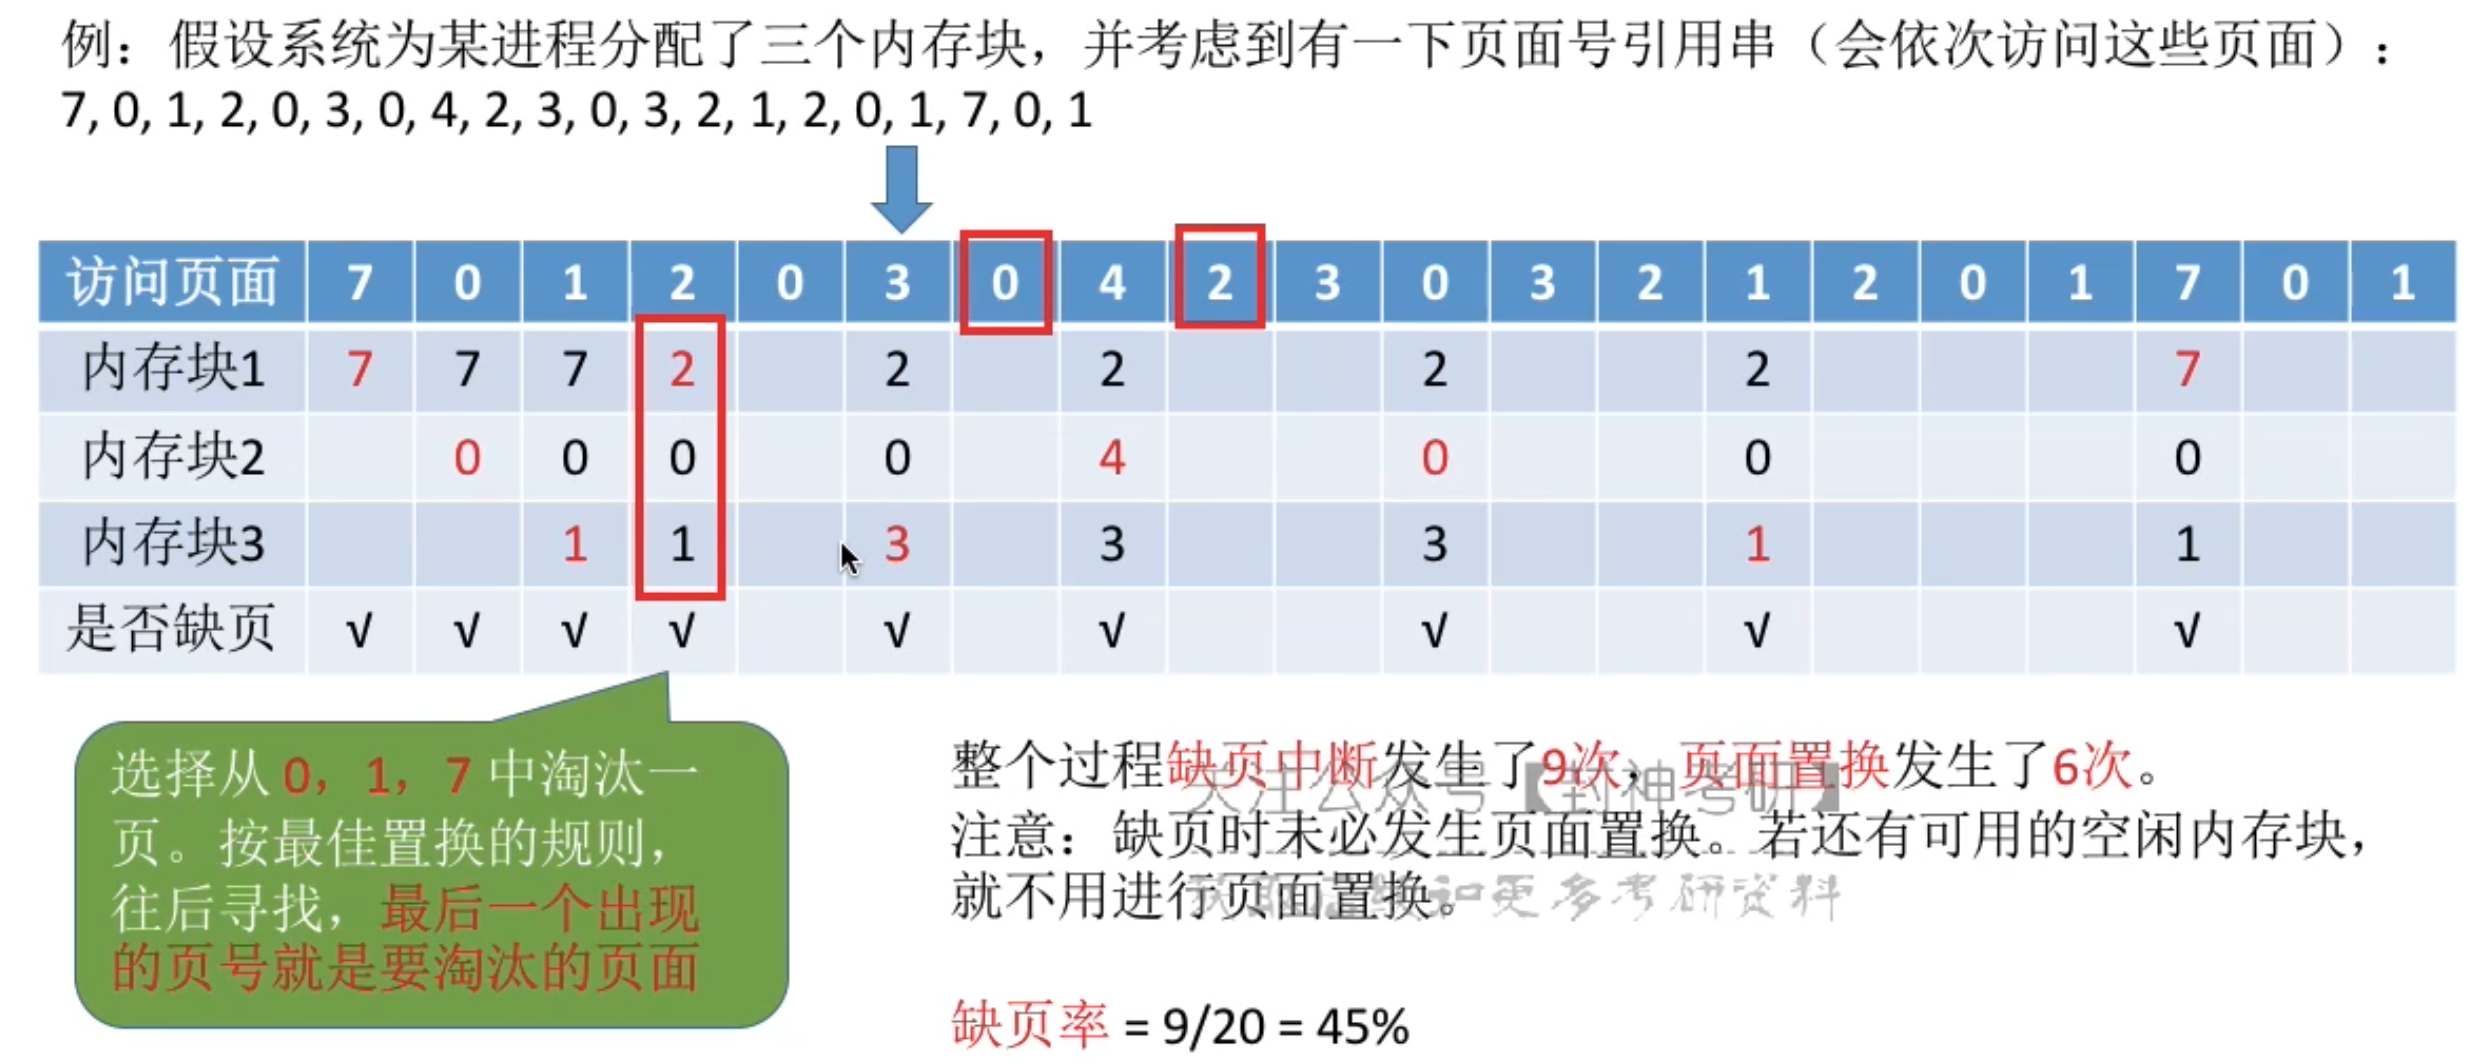 例：假设系统为某进程分配了三个内存块，并考虑到有一下页面号引用串（会依次访问这些页面）：
7, 0, 1, 2, 0, 3, 0, 4, 2, 3, 0, 3, 2, 1, 2, 0, 1, 7, 0, 1
访问页面 7 0 1 2 0 3 0 4 2 3 0 3 2 1 2 0 1 7 0 1
内存块1 7 7 7 2 2 2 2 2 7
内存块2 0 0 0 0 4 0 0 0
内存块3 1 1 3 3 3 1 1
是否缺页 √ √ √ √ √ √ √ √ √
选择从 0，1，7 中淘汰一
页。按最佳置换的规则，
往后寻找，最后一个出现
的页号就是要淘汰的页面
整个过程缺页中断发生了9次，页面置换发生了6次。
关注公众号【封神考研】
注意：缺页时未必发生页面置换。若还有可用的空闲内存块，
就不用进行页面置换。
更多考研资料
缺页率 = 9/20 = 45%